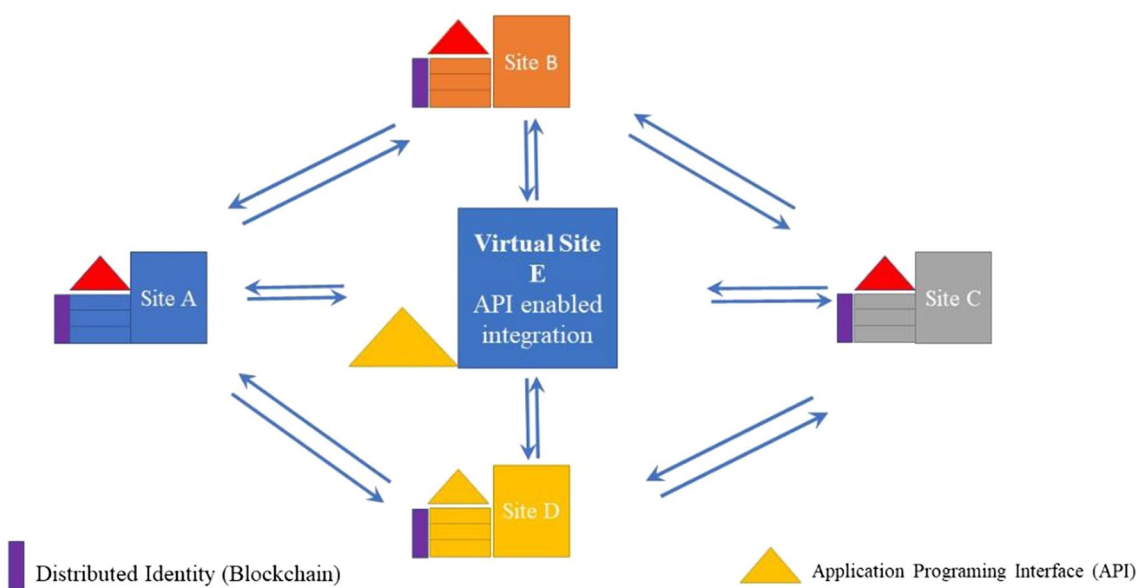 Site B
Virtual Site
E
API enabled
integration
Site A
Site C
Site D
Distributed Identity (Blockchain)
Application Programing Interface (API)